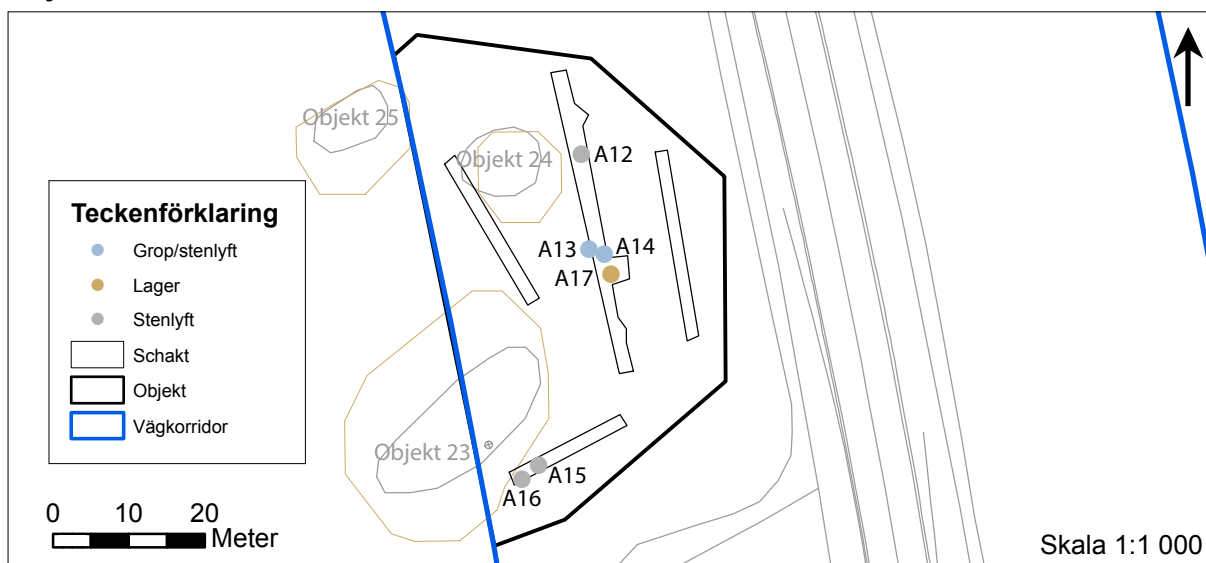 Objekt 25
Objekt 24
A12
A13
A14
A17
Teckenförklaring
Grop/stenlyft
Lager
Stenlyft
Schakt
Objekt
Vägkorridor
Objekt 23
A15
A16
0 10 20
Meter
Skala 1:1 000